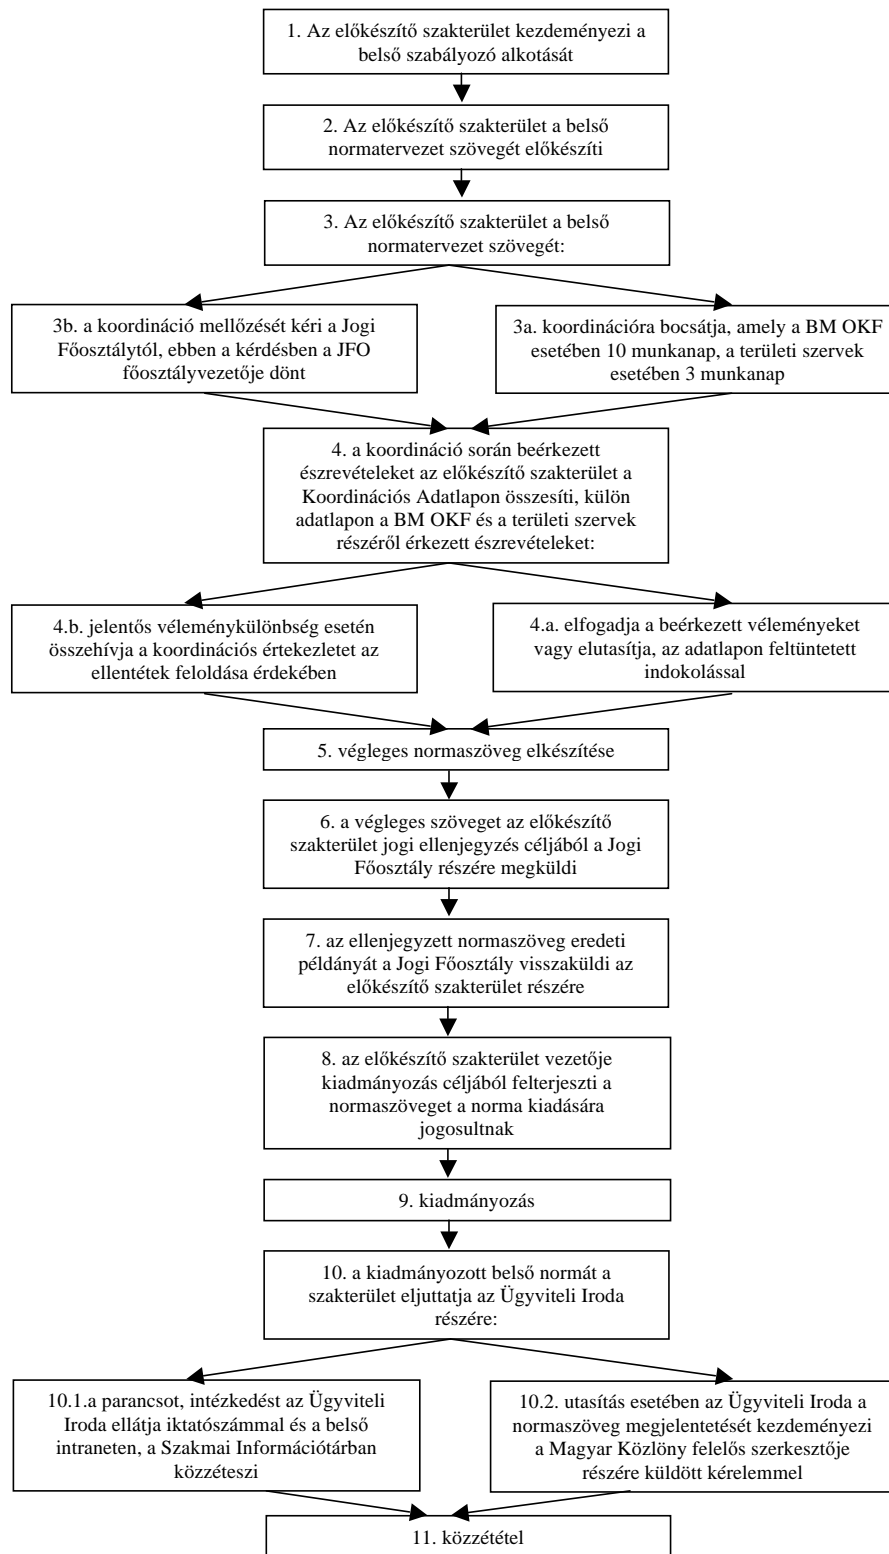 1. Az előkészítő szakterület kezdeményezi a
belső szabályozó alkotását
2. Az előkészítő szakterület a belső
normatervezet szövegét előkészíti
3. Az előkészítő szakterület a belső
normatervezet szövegét:
3b. a koordináció mellőzését kéri a Jogi
Főosztálytól, ebben a kérdésben a JFO
főosztályvezetője dönt
3a. koordinációra bocsátja, amely a BM OKF
esetében 10 munkanap, a területi szervek
esetében 3 munkanap
4. a koordináció során beérkezett
észrevételeket az előkészítő szakterület a
Koordinációs Adatlapon összesíti, külön
adatlapon a BM OKF és a területi szervek
részéről érkezett észrevételeket:
4.b. jelentős véleménykülönbség esetén
összehívja a koordinációs értekezletet az
ellentétek feloldása érdekében
4.a. elfogadja a beérkezett véleményeket
vagy elutasítja, az adatlapon feltüntetett
indokolással
5. végleges normaszöveg elkészítése
6. a végleges szöveget az előkészítő
szakterület jogi ellenjegyzés céljából a Jogi
Főosztály részére megküldi
7. az ellenjegyzett normaszöveg eredeti
példányát a Jogi Főosztály visszaküldi az
előkészítő szakterület részére
8. az előkészítő szakterület vezetője
kiadmányozás céljából felterjeszti a
normaszöveget a norma kiadására
jogosultnak
9. kiadmányozás
10. a kiadmányozott belső normát a
szakterület eljuttatja az Ügyviteli Iroda
részére:
10.1.a parancsot, intézkedést az Ügyviteli
Iroda ellátja iktatószámmal és a belső
intraneten, a Szakmai Információtárban
közzéteszi
10.2. utasítás esetében az Ügyviteli Iroda a
normaszöveg megjelentetését kezdeményezi
a Magyar Közlöny felelős szerkesztője
részére küldött kérelemmel
11. közzététel